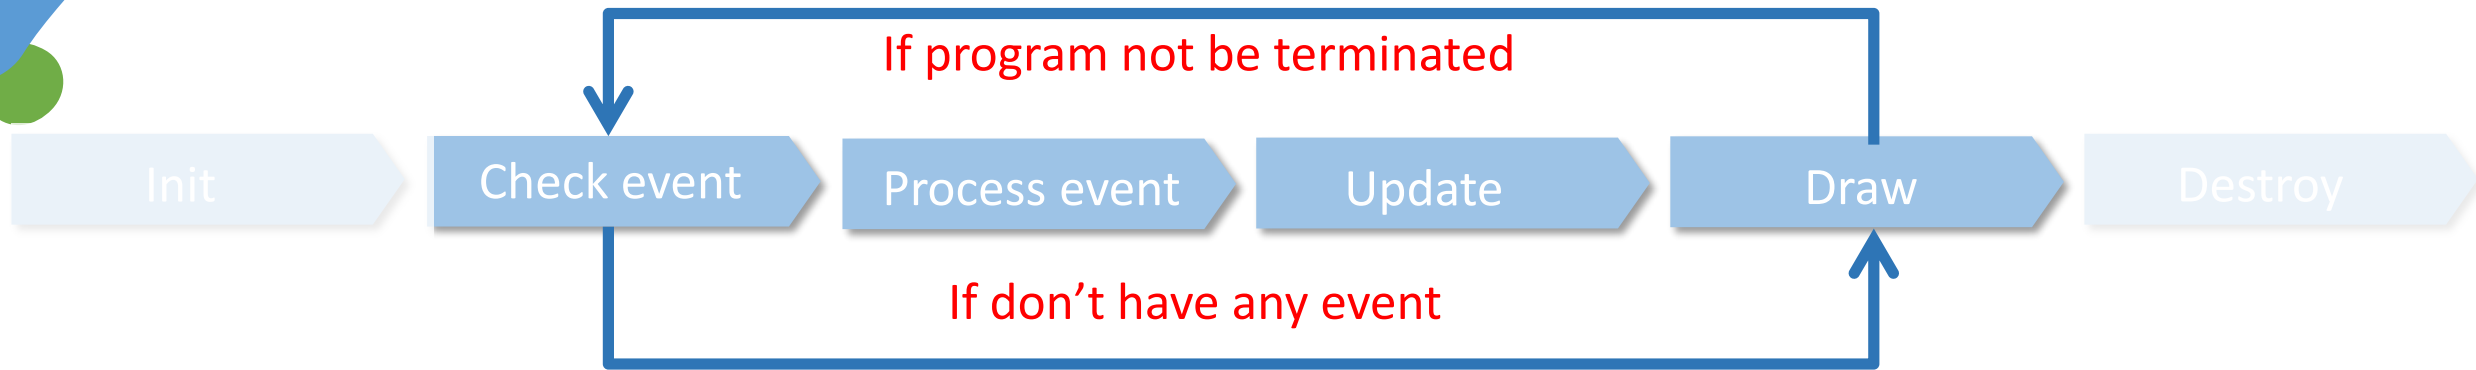 If program not be terminated
Init
Check event
Process event
Update
Draw
Destroy
If don’t have any event